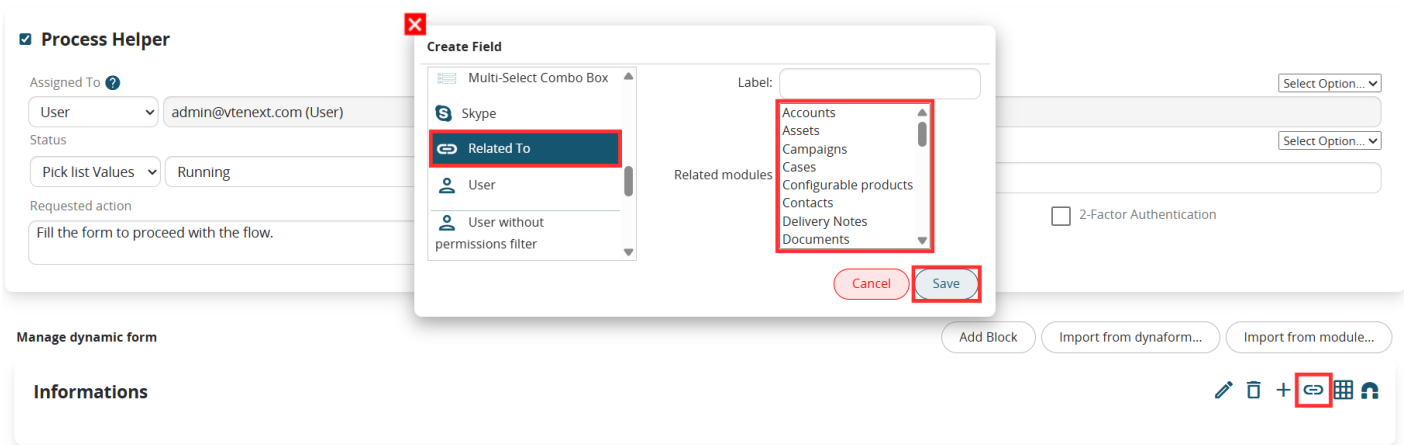 Process Helper
Assigned To ?
User
admin@vtenext.com (User)
Select Option...
Status
Select Option...
Pick list Values
Running
Requested action
Fill the form to proceed with the flow.
2-Factor Authentication
Create Field
Multi-Select Combo Box
Skype
Related To
User
User without
permissions filter
Label:
Related modules
Accounts
Assets
Campaigns
Cases
Configurable products
Contacts
Delivery Notes
Documents
Cancel
Save
Manage dynamic form
Add Block
Import from dynaform...
Import from module...
Informations